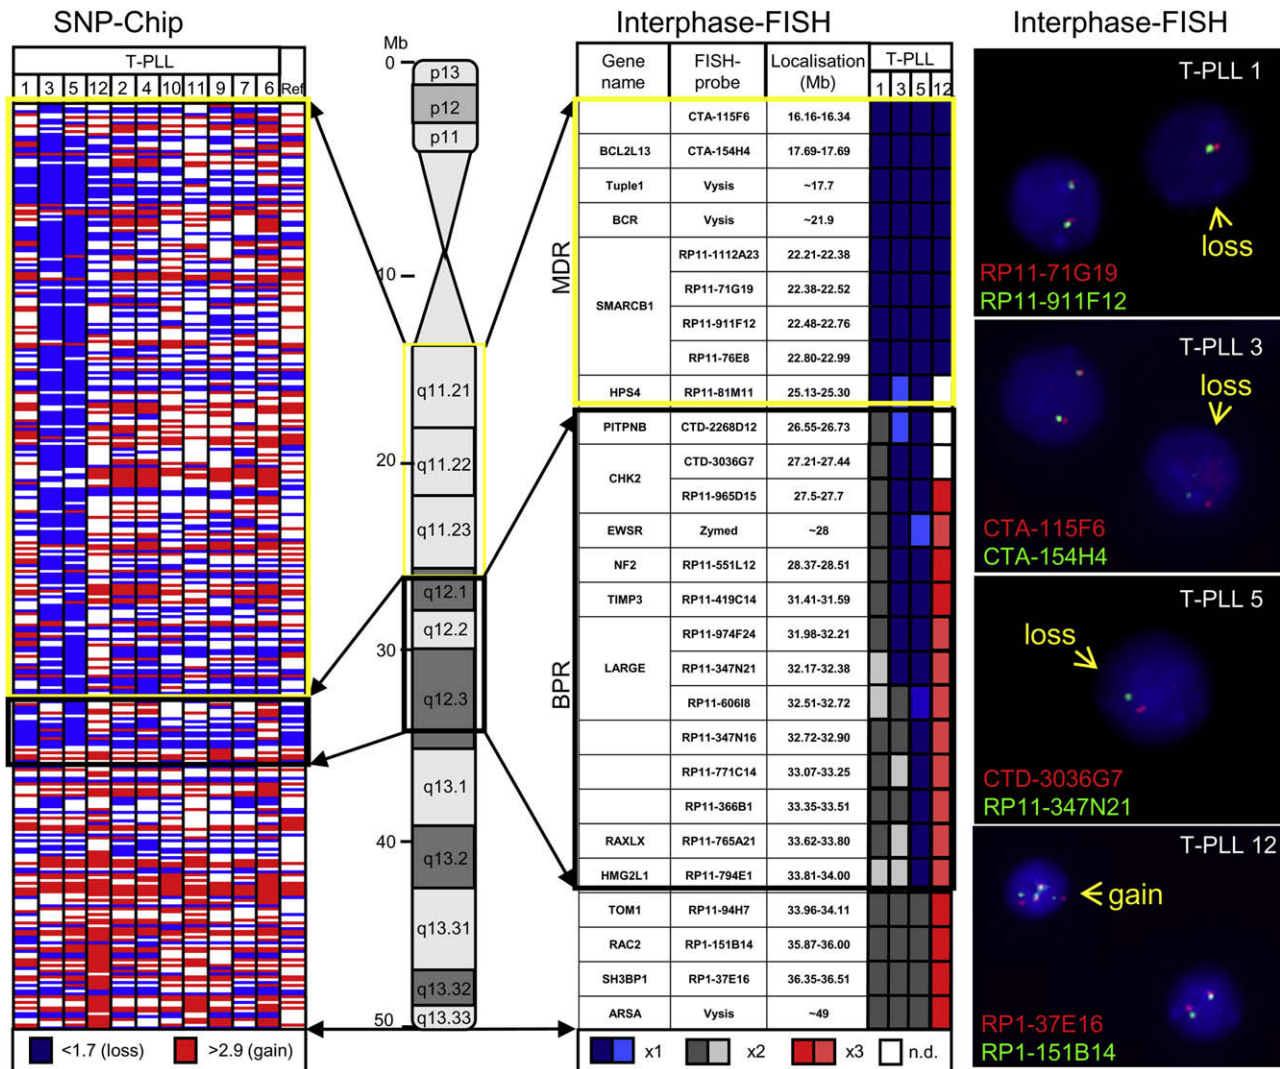 SNP-Chip
T-PLL
1 3 5 12 2 4 10 11 9 7 6 Ref
<1.7 (loss) >2.9 (gain)
Mb
0
10
20
30
40
50
p13
p12
p11
q11.21
q11.22
q11.23
q12.1
q12.2
q12.3
q13.1
q13.2
q13.31
q13.32
q13.33
Interphase-FISH
Gene name FISH-probe Localisation (Mb) T-PLL
1 3 5 12
MDR
CTA-115F6 16.16-16.34
BCL2L13 CTA-154H4 17.69-17.69
Tuple1 Vysis ~17.7
BCR Vysis ~21.9
RP11-1112A23 22.21-22.38
SMARCB1 RP11-71G19 22.38-22.52
RP11-911F12 22.48-22.76
RP11-76E8 22.80-22.99
HPS4 RP11-81M11 25.13-25.30
BPR
PITPNB CTD-2268D12 26.55-26.73
CHK2 CTD-3036G7 27.21-27.44
RP11-965D15 27.5-27.7
EWSR Zymed ~28
NF2 RP11-551L12 28.37-28.51
TIMP3 RP11-419C14 31.41-31.59
LARGE RP11-974F24 31.98-32.21
RP11-347N21 32.17-32.38
RP11-606I8 32.51-32.72
RP11-347N16 32.72-32.90
RP11-771C14 33.07-33.25
RP11-366B1 33.35-33.51
RAXLX RP11-765A21 33.62-33.80
HMG2L1 RP11-794E1 33.81-34.00
TOM1 RP11-94H7 33.96-34.11
RAC2 RP1-151B14 35.87-36.00
SH3BP1 RP1-37E16 36.35-36.51
ARSA Vysis ~49
x1 x2 x3 n.d.
Interphase-FISH
T-PLL 1
loss
RP11-71G19
RP11-911F12
T-PLL 3
loss
CTA-115F6
CTA-154H4
T-PLL 5
loss
CTD-3036G7
RP11-347N21
T-PLL 12
gain
RP1-37E16
RP1-151B14